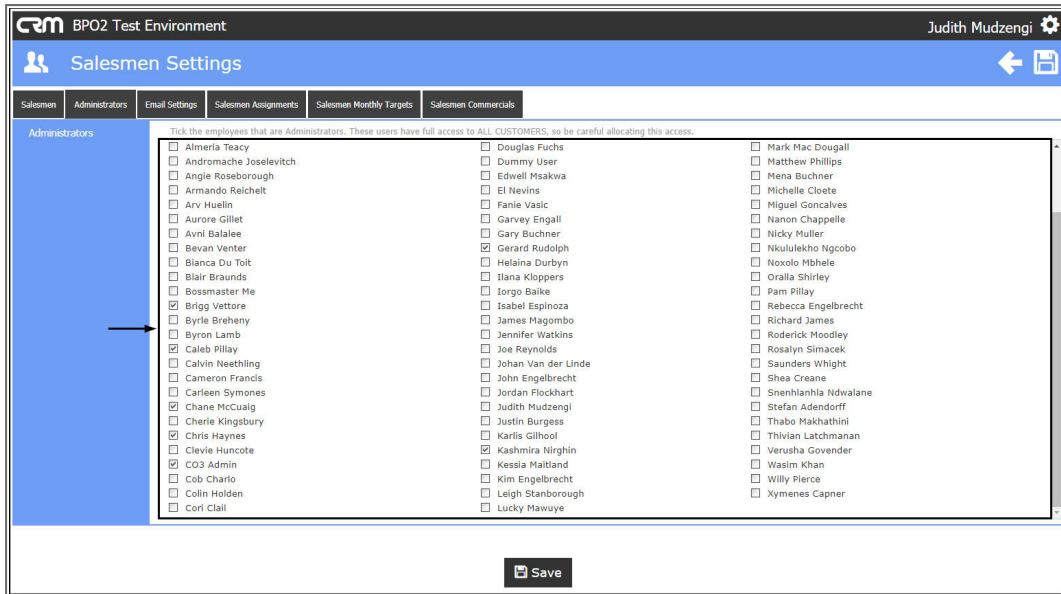 CRM BPO2 Test Environment
Judith Mudzengi
Salesmen Settings
Salesmen
Administrators
Email Settings
Salesmen Assignments
Salesmen Monthly Targets
Salesmen Commercials
Administrators
Tick the employees that are Administrators. These users have full access to ALL CUSTOMERS, so be careful allocating this access.
Almeria Teacy
Andromache Joselevitch
Angie Roseborough
Armando Reichelt
Arv Huelin
Aurore Gillet
Avni Balalee
Bevan Venter
Bianca Du Toit
Blair Braunds
Bossmaster Me
Brigg Vettore
Byrle Breheny
Byron Lamb
Caleb Pillay
Calvin Neethling
Cameron Francis
Carleen Symones
Chane McCuaig
Cherie Kingsbury
Chris Haynes
Clevie Huncote
CO3 Admin
Cob Charlo
Colin Holden
Cori Clail
Douglas Fuchs
Dummy User
Edwell Msakwa
El Nevins
Fanie Vasic
Garvey Engall
Gary Buchner
Gerard Rudolph
Helaina Durbyn
Ilana Kloppers
Iorgo Baike
Isabel Espinoza
James Magombo
Jennifer Watkins
Joe Reynolds
Johan Van der Linde
John Engelbrecht
Jordan Flockhart
Judith Mudzengi
Justin Burgess
Karlis Gilhool
Kashmira Nirghin
Kessia Maitland
Kim Engelbrecht
Leigh Stanborough
Lucky Mawuye
Mark Mac Dougall
Matthew Phillips
Mena Buchner
Michelle Cloete
Miguel Goncalves
Nanon Chappelle
Nicky Muller
Nkululekho Ngcobo
Noxolo Mbhele
Oralla Shirley
Pam Pillay
Rebecca Engelbrecht
Richard James
Roderick Moodley
Rosalyn Simacek
Saunders Whight
Shea Creane
Snenhlanhla Ndwalane
Stefan Adendorff
Thabo Makhathini
Thivian Latchmanan
Verusha Govender
Wasim Khan
Willy Pierce
Xymenes Capner
Save